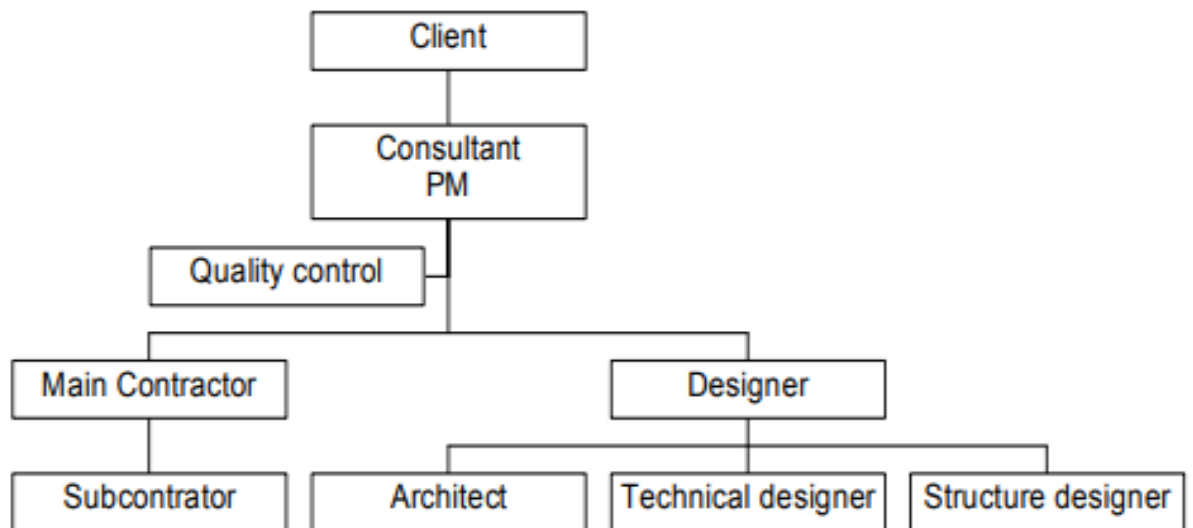 Client
Consultant
PM
Quality control
Main Contractor
Designer
Subcontrator
Architect
Technical designer
Structure designer